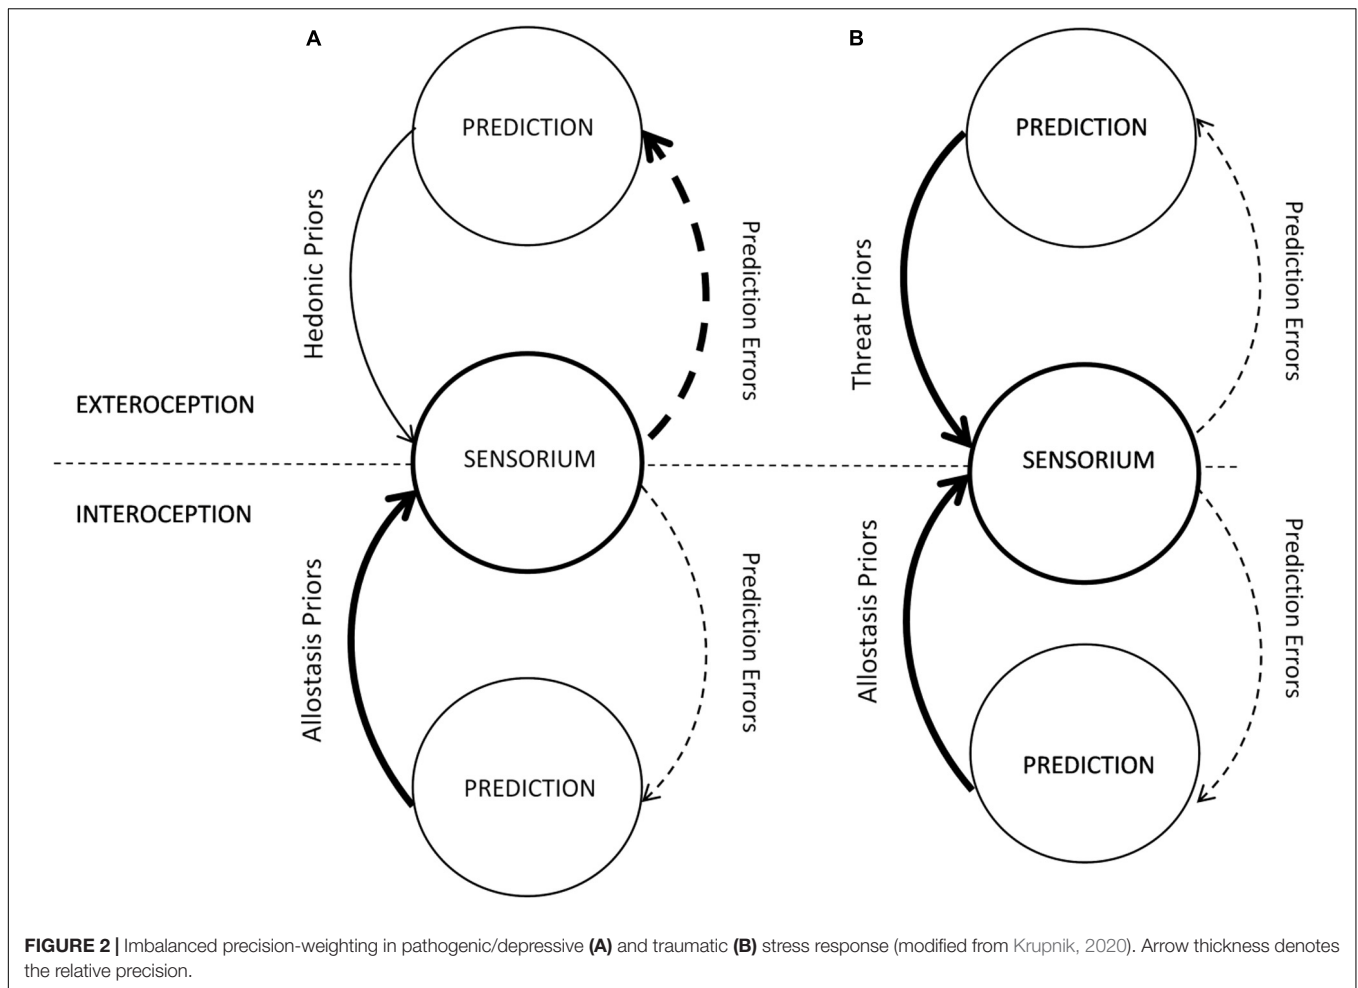 A
B
PREDICTION
PREDICTION
Hedonic Priors
Prediction Errors
Threat Priors
Prediction Errors
EXTEROCEPTION
SENSORIUM
SENSORIUM
INTEROCEPTION
Allostasis Priors
Prediction Errors
Allostasis Priors
Prediction Errors
PREDICTION
PREDICTION
FIGURE 2 | Imbalanced precision-weighting in pathogenic/depressive (A) and traumatic (B) stress response (modified from Krupnik, 2020). Arrow thickness denotes
the relative precision.